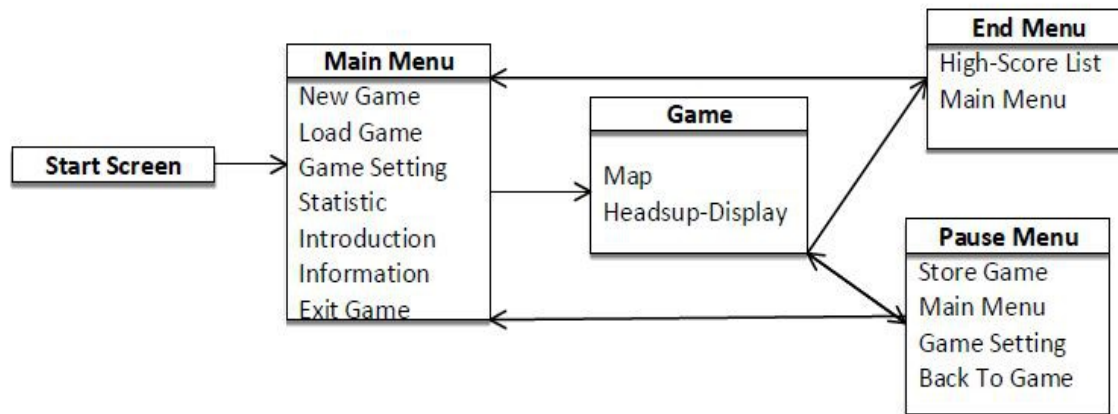 Start Screen
Main Menu
New Game
Load Game
Game Setting
Statistic
Introduction
Information
Exit Game
Game
Map
Headsup-Display
End Menu
High-Score List
Main Menu
Pause Menu
Store Game
Main Menu
Game Setting
Back To Game